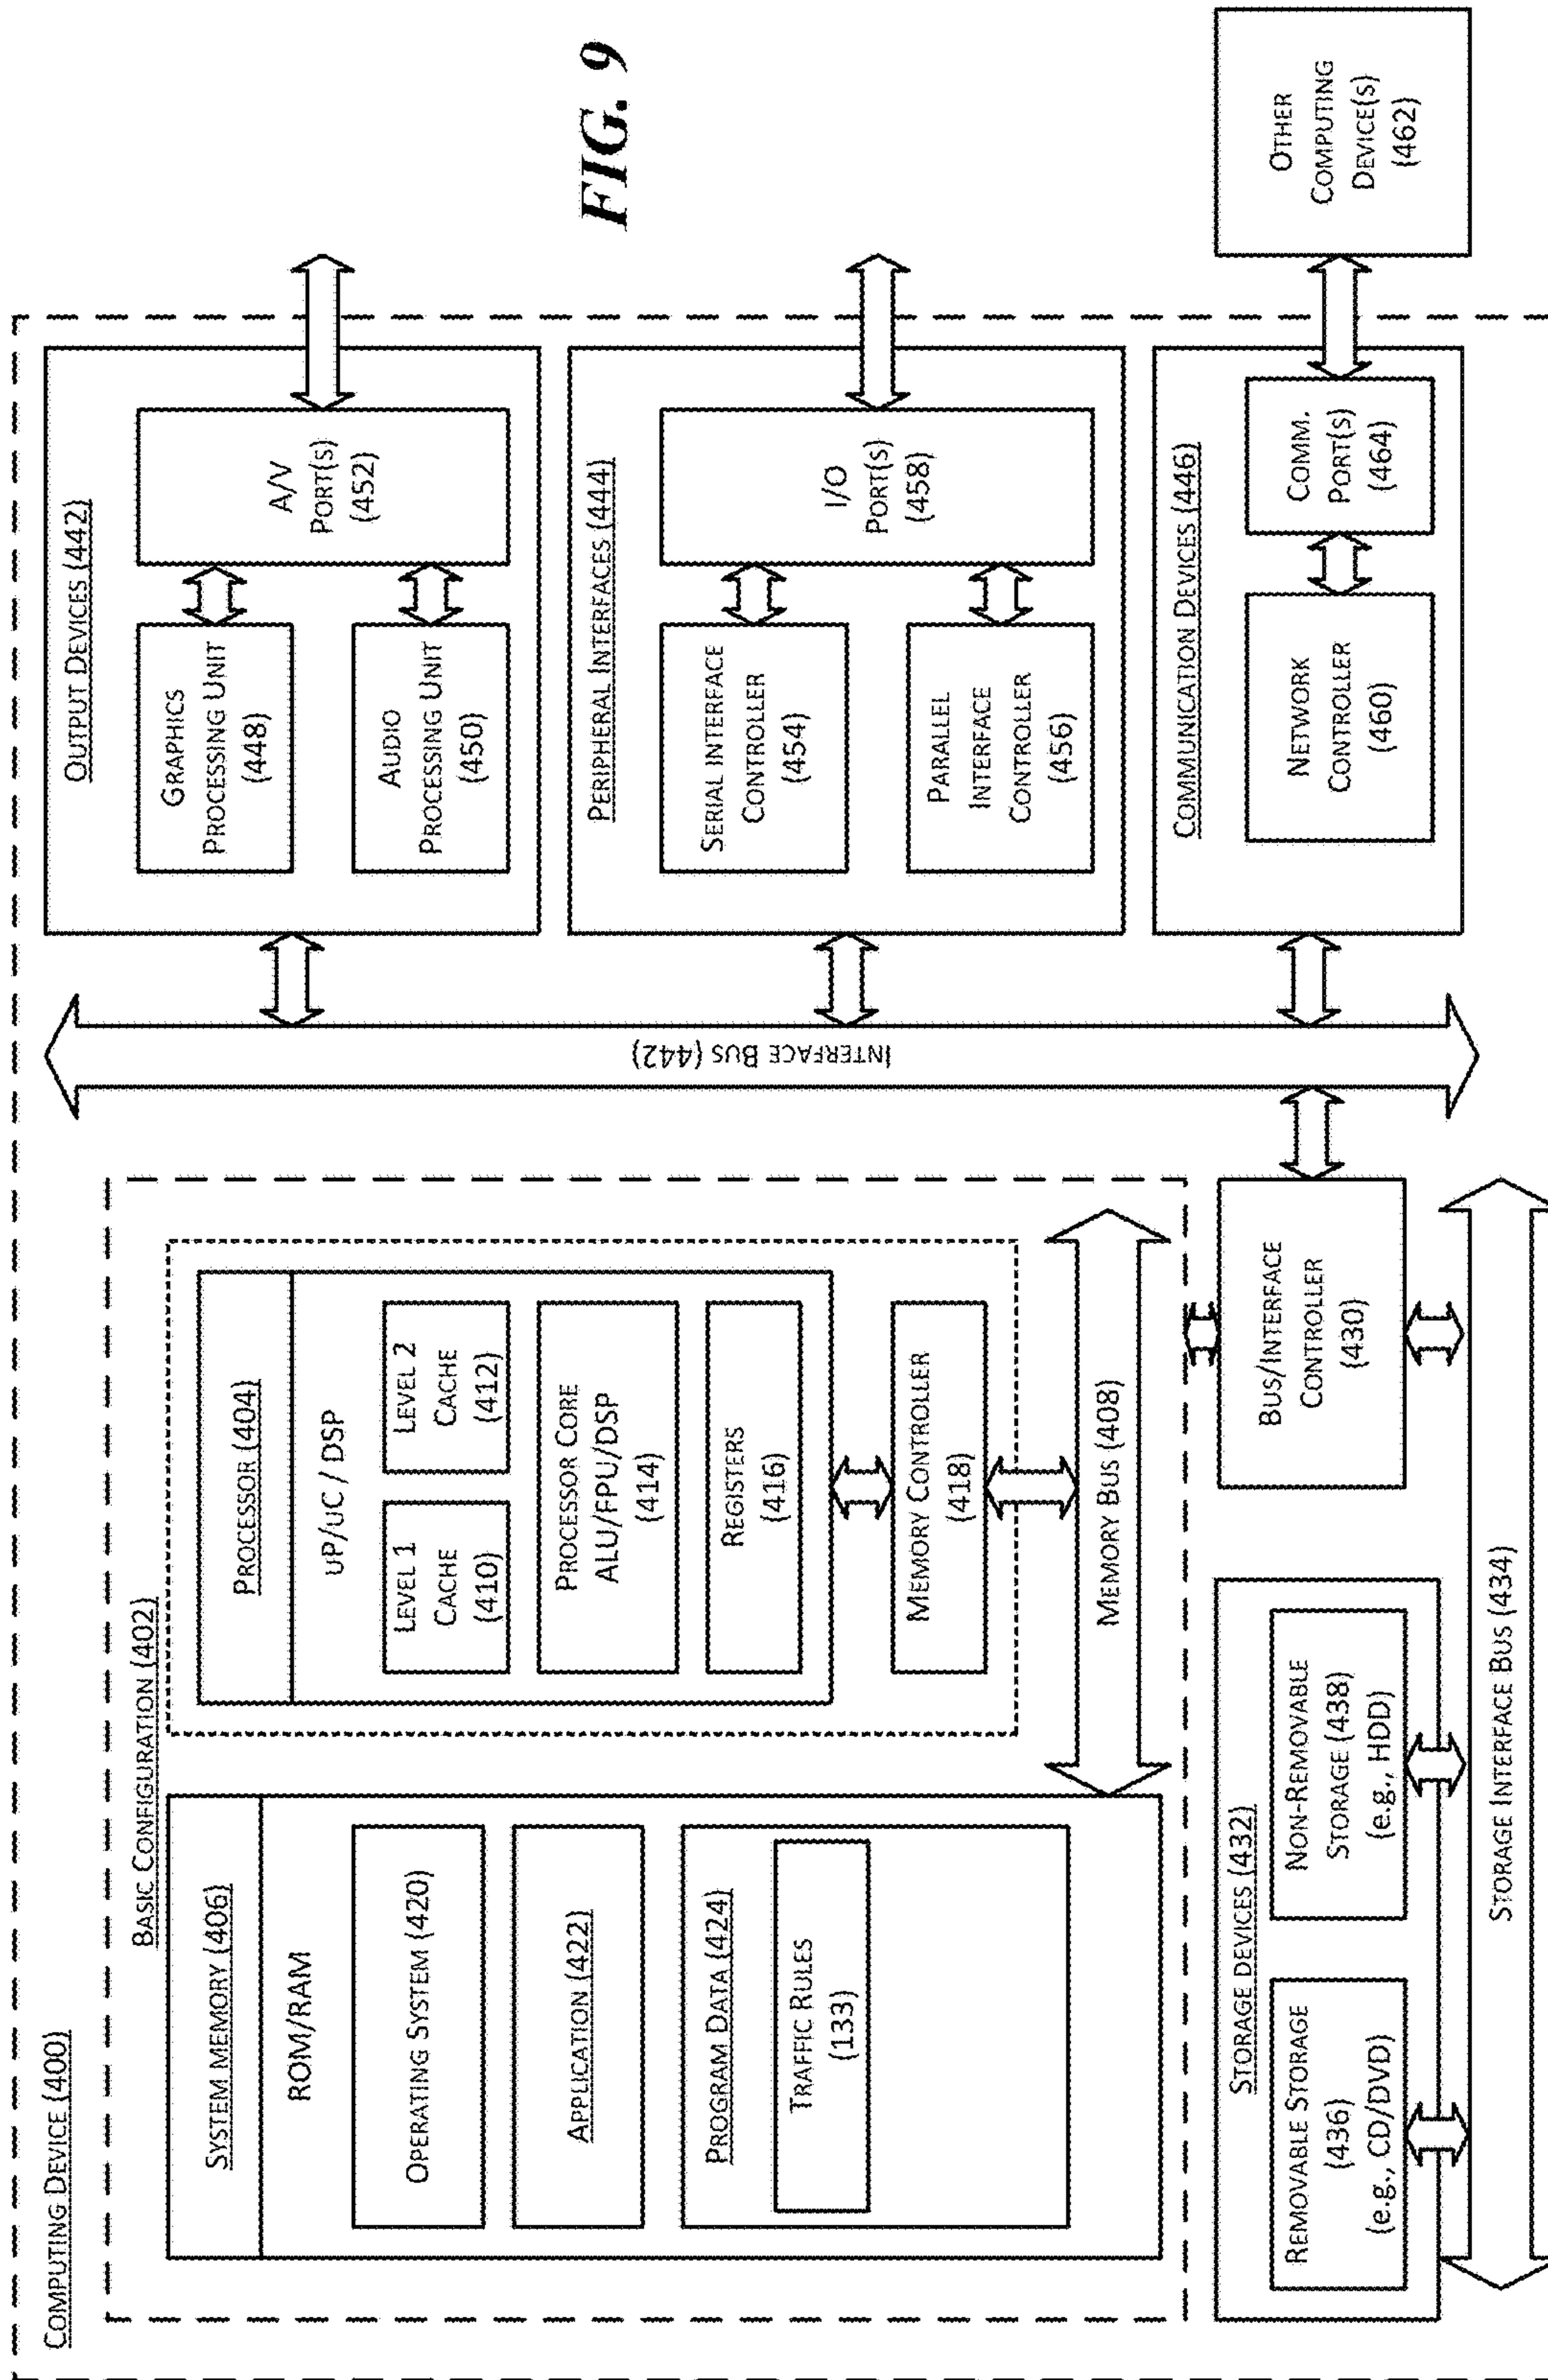 COMPUTING DEVICE (400)
BASIC CONFIGURATION (402)
SYSTEM MEMORY (406)
ROM/RAM
OPERATING SYSTEM (420)
APPLICATION (422)
PROGRAM DATA (424)
TRAFFIC RULES
(133)
PROCESSOR (404)
UP/UC / DSP
LEVEL 1
CACHE
(410)
LEVEL 2
CACHE
(412)
PROCESSOR CORE
ALU/FPU/DSP
(414)
REGISTERS
(416)
MEMORY CONTROLLER
(418)
MEMORY BUS (408)
BUS/INTERFACE
CONTROLLER
(430)
STORAGE DEVICES (432)
REMOVABLE STORAGE
(436)
(e.g., CD/DVD)
NON-REMOVABLE
STORAGE (438)
(e.g., HDD)
STORAGE INTERFACE BUS (434)
INTERFACE BUS (442)
OUTPUT DEVICES (442)
GRAPHICS
PROCESSING UNIT
(448)
AUDIO
PROCESSING UNIT
(450)
A/V
PORT(S)
(452)
PERIPHERAL INTERFACES (444)
SERIAL INTERFACE
CONTROLLER
(454)
PARALLEL
INTERFACE
CONTROLLER
(456)
I/O
PORT(S)
(458)
COMMUNICATION DEVICES (446)
NETWORK
CONTROLLER
(460)
COMM.
PORT(S)
(464)
OTHER
COMPUTING
DEVICE(S)
(462)
FIG. 9